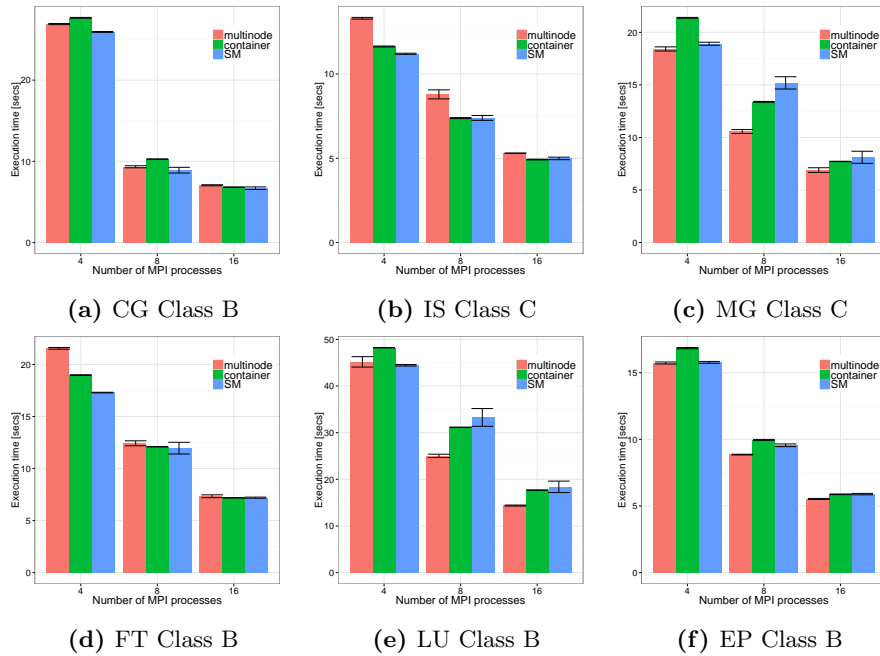 multinode
container
SM
Execution time [secs]
20
10
0
4
8
16
Number of MPI processes
(a) CG Class B
multinode
container
SM
Execution time [secs]
10
5
0
4
8
16
Number of MPI processes
(b) IS Class C
multinode
container
SM
Execution time [secs]
20
15
10
5
0
4
8
16
Number of MPI processes
(c) MG Class C
multinode
container
SM
Execution time [secs]
20
15
10
5
0
4
8
16
Number of MPI processes
(d) FT Class B
multinode
container
SM
Execution time [secs]
50
40
30
20
10
0
4
8
16
Number of MPI processes
(e) LU Class B
multinode
container
SM
Execution time [secs]
15
10
5
0
4
8
16
Number of MPI processes
(f) EP Class B